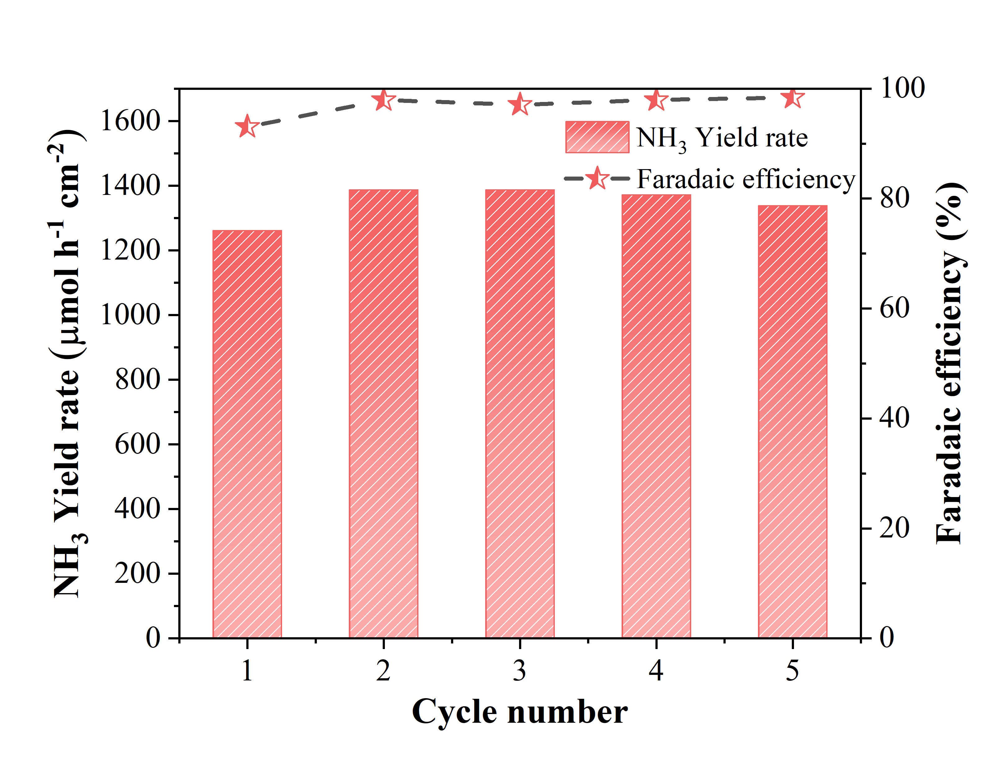 NH₃ Yield rate (μmol h⁻¹ cm⁻²)
1600
1400
1200
1000
800
600
400
200
0
NH₃ Yield rate
Faradaic efficiency
100
80
60
40
20
0
Faradaic efficiency (%)
1 2 3 4 5
Cycle number